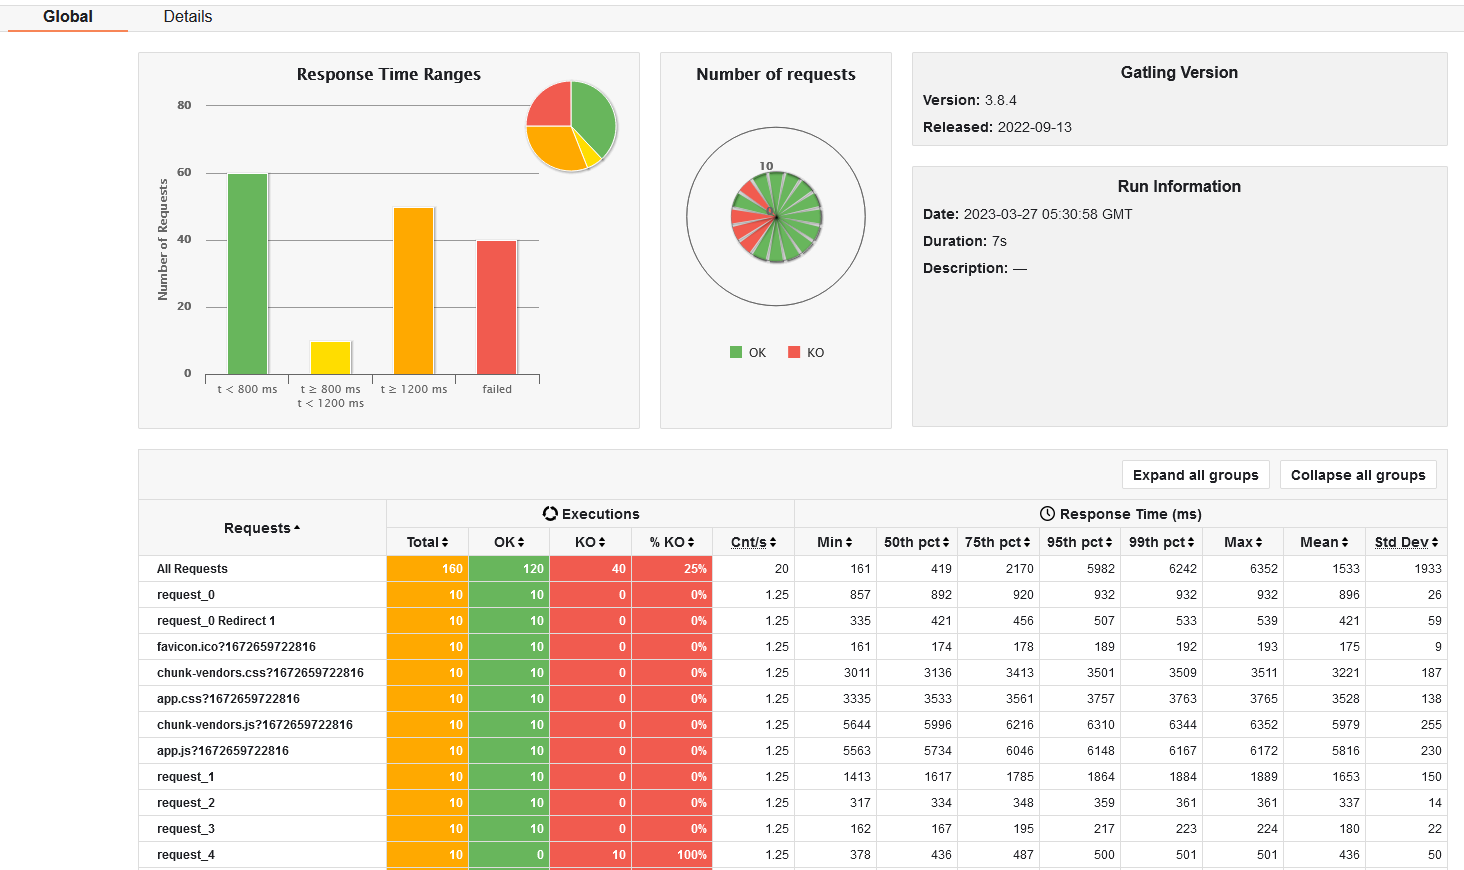 Global Details
Response Time Ranges
80
60
40
20
0
Number of Requests
t < 800 ms
t ≥ 800 ms
t < 1200 ms
t ≥ 1200 ms
failed
Number of requests
10
0
OK KO
Gatling Version
Version: 3.8.4
Released: 2022-09-13
Run Information
Date: 2023-03-27 05:30:58 GMT
Duration: 7s
Description: —
Expand all groups Collapse all groups
Requests Executions Response Time (ms)
Total OK KO % KO Cnt/s Min 50th pct 75th pct 95th pct 99th pct Max Mean Std Dev
All Requests 160 120 40 25% 20 161 419 2170 5982 6242 6352 1533 1933
request_0 10 10 0 0% 1.25 857 892 920 932 932 932 896 26
request_0 Redirect 1 10 10 0 0% 1.25 335 421 456 507 533 539 421 59
favicon.ico?1672659722816 10 10 0 0% 1.25 161 174 178 189 192 193 175 9
chunk-vendors.css?1672659722816 10 10 0 0% 1.25 3011 3136 3413 3501 3509 3511 3221 187
app.css?1672659722816 10 10 0 0% 1.25 3335 3533 3561 3757 3763 3765 3528 138
chunk-vendors.js?1672659722816 10 10 0 0% 1.25 5644 5996 6216 6310 6344 6352 5979 255
app.js?1672659722816 10 10 0 0% 1.25 5563 5734 6046 6148 6167 6172 5816 230
request_1 10 10 0 0% 1.25 1413 1617 1785 1864 1884 1889 1653 150
request_2 10 10 0 0% 1.25 317 334 348 359 361 361 337 14
request_3 10 10 0 0% 1.25 162 167 195 217 223 224 180 22
request_4 10 0 10 100% 1.25 378 436 487 500 501 501 436 50